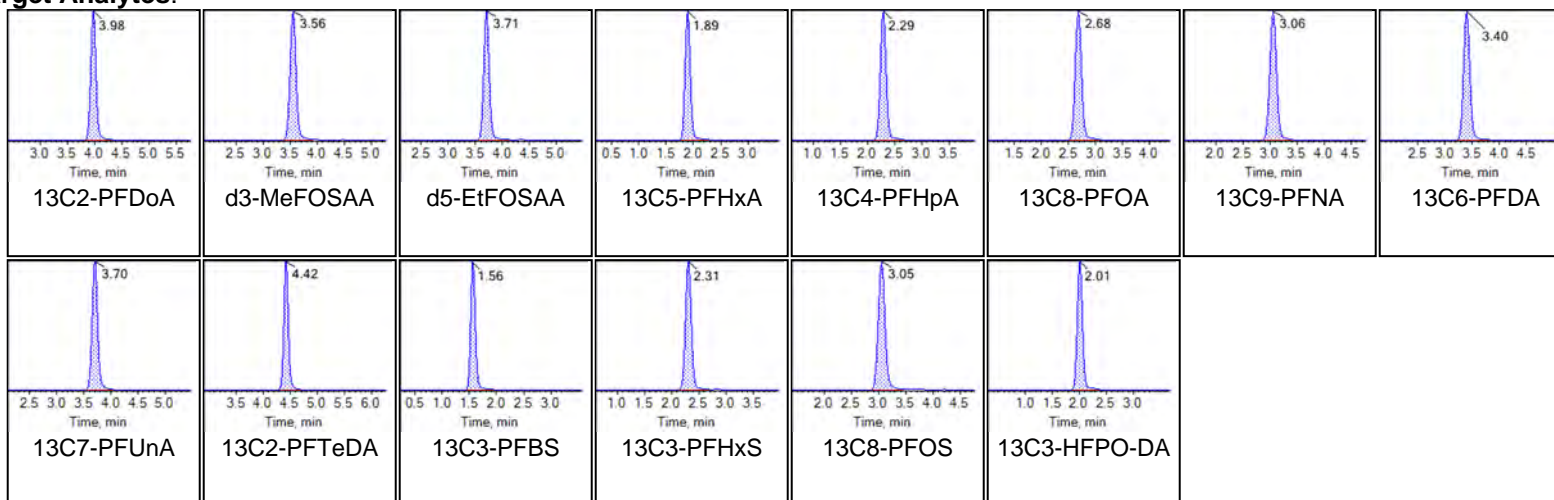 rget Analytes:
3.98 3.56 3.71 1.89 2.29 2.68 3.06 3.40
3.0 3.5 4.0 4.5 5.0 5.5 2.5 3.0 3.5 4.0 4.5 5.0 2.5 3.0 3.5 4.0 4.5 5.0 0.5 1.0 1.5 2.0 2.5 3.0 1.0 1.5 2.0 2.5 3.0 3.5 1.5 2.0 2.5 3.0 3.5 4.0 2.0 2.5 3.0 3.5 4.0 4.5 2.5 3.0 3.5 4.0 4.5
Time, min Time, min Time, min Time, min Time, min Time, min Time, min Time, min
13C2-PFDoA d3-MeFOSAA d5-EtFOSAA 13C5-PFHxA 13C4-PFHpA 13C8-PFOA 13C9-PFNA 13C6-PFDA
3.70 4.42 1.56 2.31 3.05 2.01
2.5 3.0 3.5 4.0 4.5 5.0 3.5 4.0 4.5 5.0 5.5 6.0 0.5 1.0 1.5 2.0 2.5 3.0 1.0 1.5 2.0 2.5 3.0 3.5 2.0 2.5 3.0 3.5 4.0 4.5 1.0 1.5 2.0 2.5 3.0
Time, min Time, min Time, min Time, min Time, min Time, min
13C7-PFUnA 13C2-PFTeDA 13C3-PFBS 13C3-PFHxS 13C8-PFOS 13C3-HFPO-DA